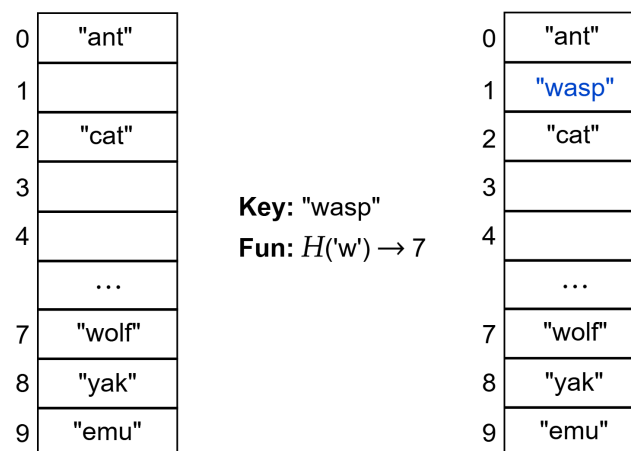 0 "ant"
1
2 "cat"
3
4
...
7 "wolf"
8 "yak"
9 "emu"
Key: "wasp"
Fun: H('w') → 7
0 "ant"
1 "wasp"
2 "cat"
3
4
...
7 "wolf"
8 "yak"
9 "emu"